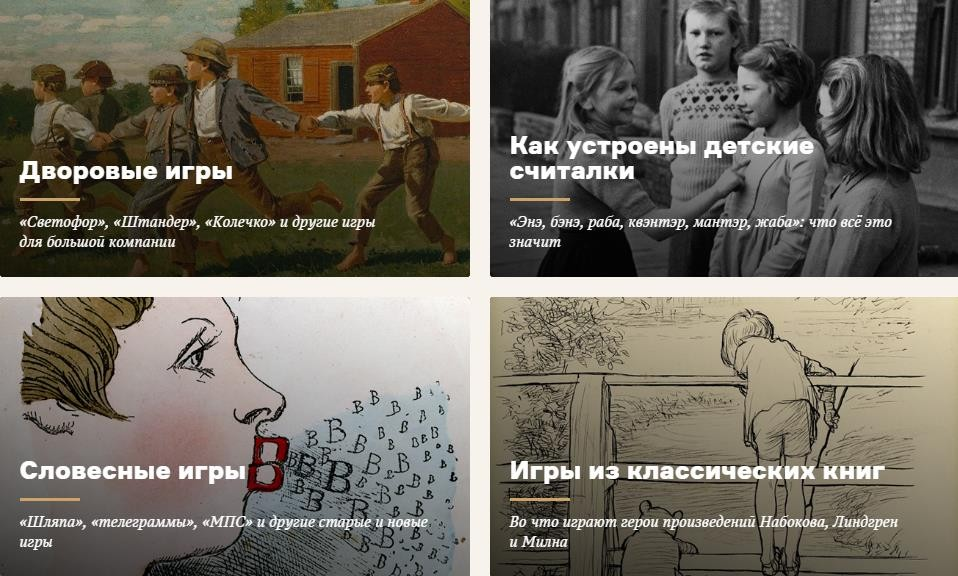 Дворовые игры
«Светофор», «Штандер», «Колечко» и другие игры
для большой компании
Как устроены детские
считалки
«Энэ, бэнэ, раба, квэнтэр, мантэр, жаба»: что всё это
значит
Словесные игры
«Шляпа», «телеграммы», «МПС» и другие старые и новые
игры
Игры из классических книг
Во что играют герои произведений Набокова, Линдгрен
и Милна